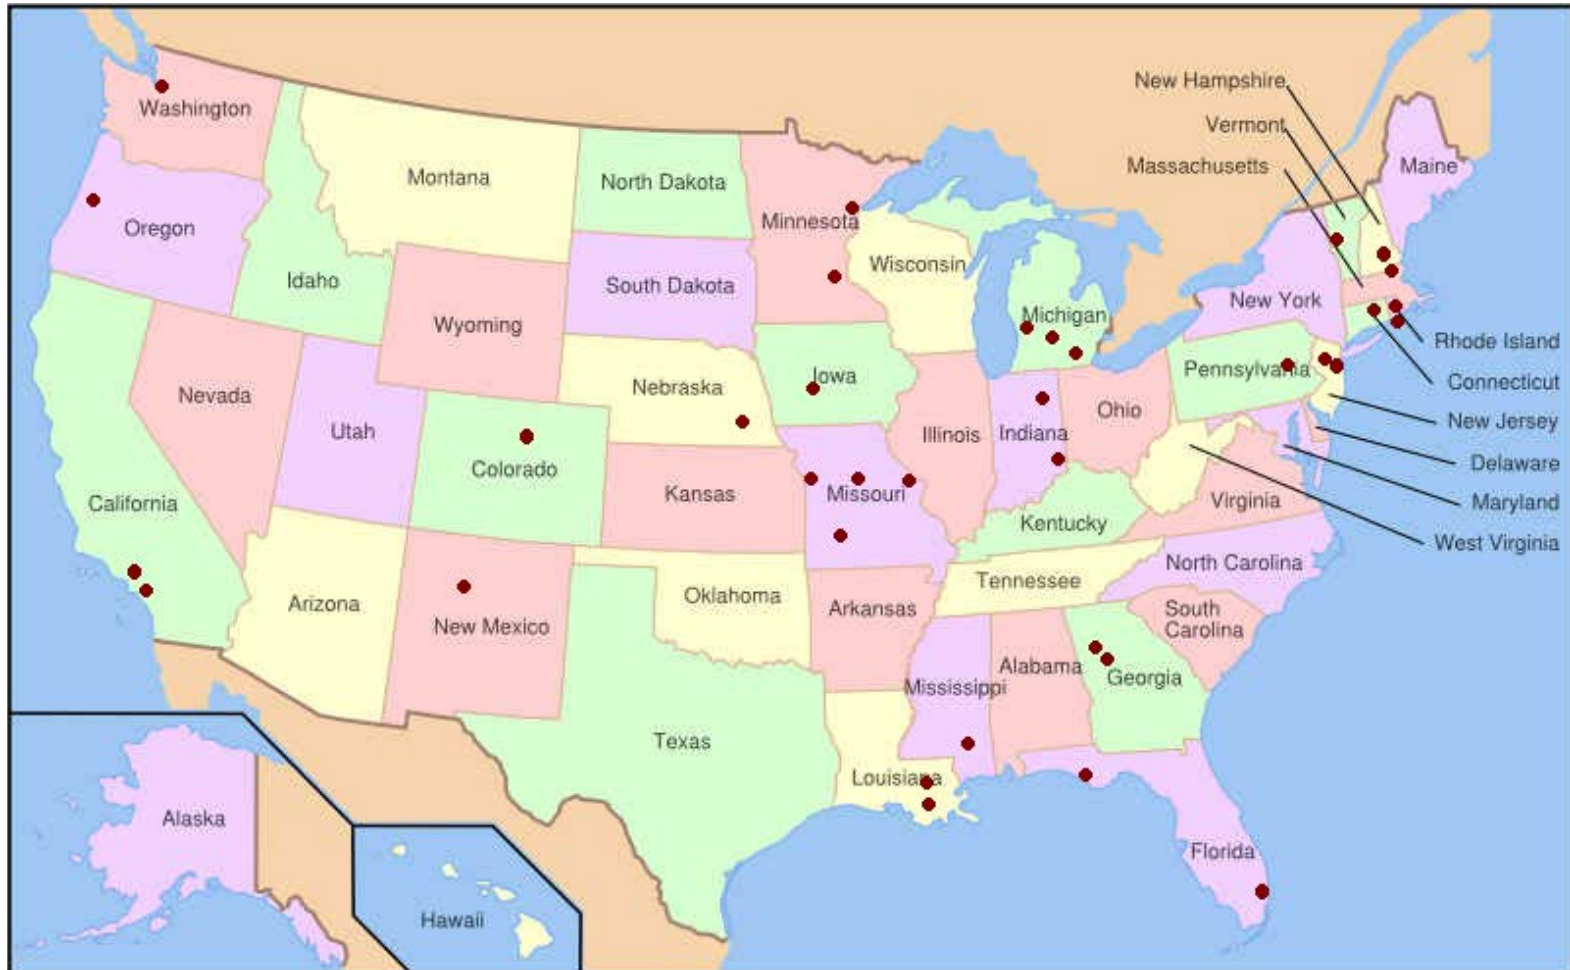 New Hampshire
Vermont
Massachusetts
Maine
Washington
Montana
North Dakota
Minnesota
Oregon
Idaho
Wisconsin
South Dakota
Michigan
New York
Wyoming
Rhode Island
Nebraska
Iowa
Pennsylvania
Connecticut
Nevada
Ohio
New Jersey
Utah
Illinois
Indiana
Delaware
Colorado
California
Kansas
Missouri
Virginia
Maryland
Kentucky
West Virginia
North Carolina
Tennessee
Arizona
Oklahoma
Arkansas
South
Carolina
New Mexico
Alabama
Georgia
Mississippi
Texas
Louisiana
Alaska
Florida
Hawaii